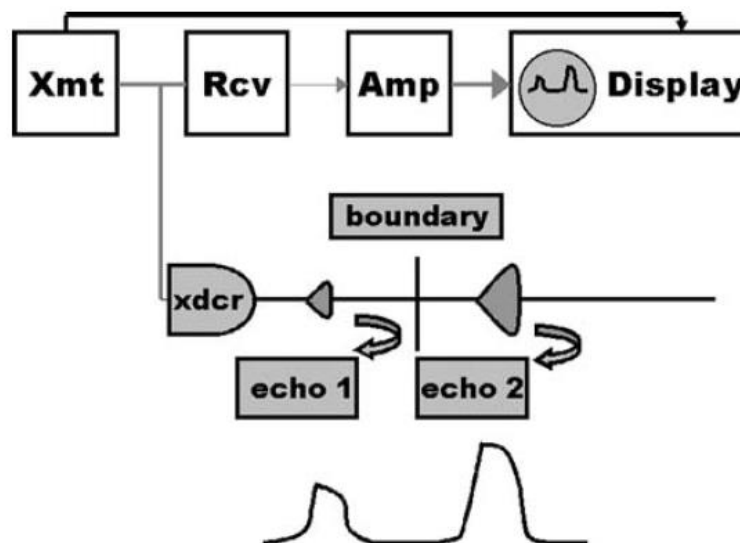 Xmt
Rcv
Amp
Display
boundary
xdcr
echo 1
echo 2